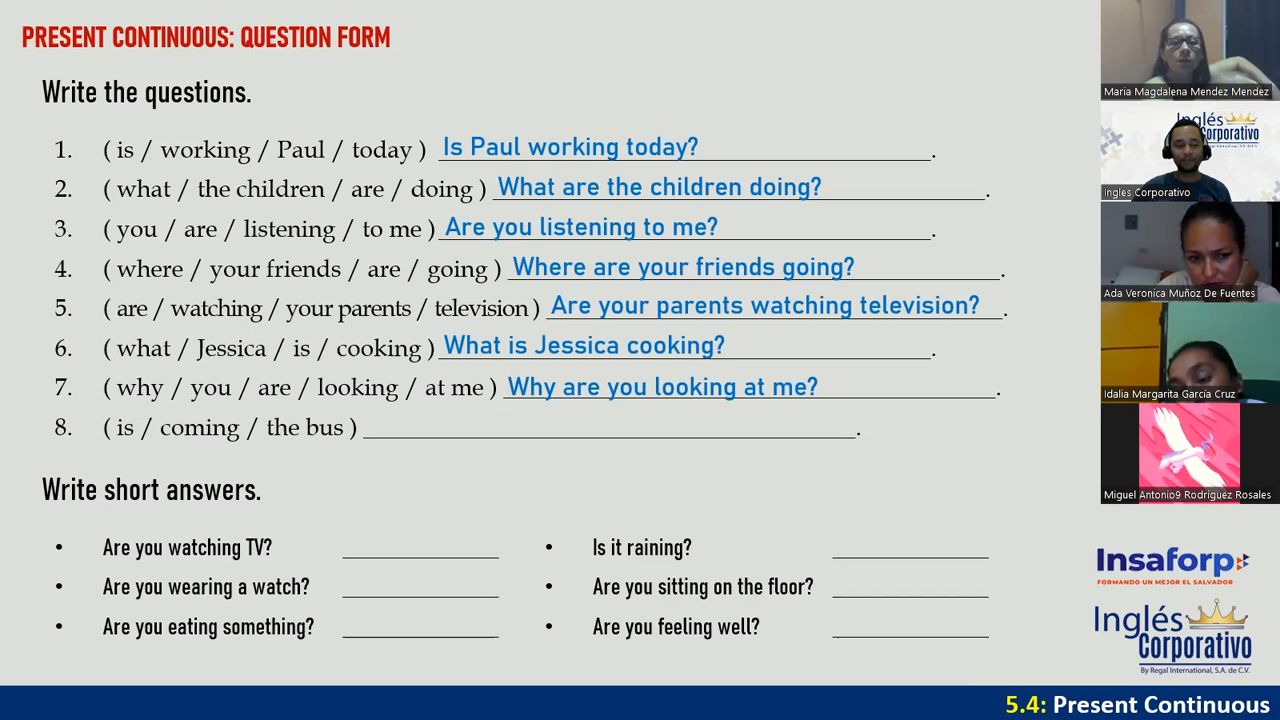 PRESENT CONTINUOUS: QUESTION FORM
Write the questions.
1. ( is / working / Paul / today ) Is Paul working today? .
2. ( what / the children / are / doing ) What are the children doing? .
3. ( you / are / listening / to me ) Are you listening to me? .
4. ( where / your friends / are / going ) Where are your friends going? .
5. ( are / watching / your parents / television ) Are your parents watching television? .
6. ( what / Jessica / is / cooking ) What is Jessica cooking? .
7. ( why / you / are / looking / at me ) Why are you looking at me? .
8. ( is / coming / the bus ) .
Write short answers.
• Are you watching TV?
• Are you wearing a watch?
• Are you eating something?
• Is it raining?
• Are you sitting on the floor?
• Are you feeling well?
Maria Magdalena Mendez Mendez
Inglés
Corporativo
Ingles Corporativo
Ada Veronica Muñoz De Fuentes
Idalia Margarita García Cruz
Miguel Antonio9 Rodríguez Rosales
Insaforp
FORMANDO UN MEJOR EL SALVADOR
Inglés
Corporativo
By Regal International, S.A. de C.V.
5.4: Present Continuous